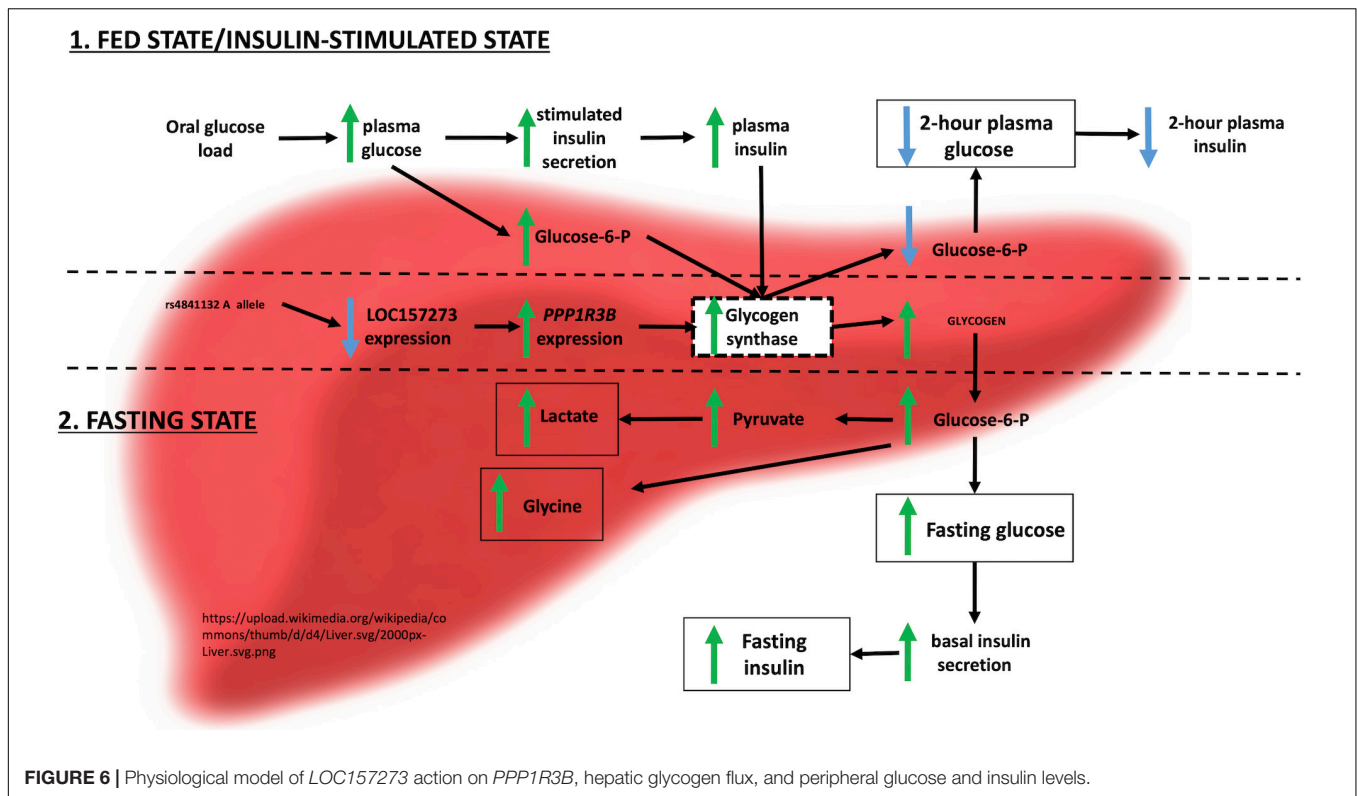 1. FED STATE/INSULIN-STIMULATED STATE
Oral glucose
load
plasma
glucose
stimulated
insulin
secretion
plasma
insulin
2-hour plasma
glucose
2-hour plasma
insulin
Glucose-6-P
Glucose-6-P
rs4841132 A allele
LOC157273
expression
PPP1R3B
expression
Glycogen
synthase
GLYCOGEN
2. FASTING STATE
Lactate
Pyruvate
Glucose-6-P
Glycine
Fasting glucose
basal insulin
secretion
Fasting
insulin
https://upload.wikimedia.org/wikipedia/co
mmons/thumb/d/d4/Liver.svg/2000px-
Liver.svg.png
FIGURE 6 | Physiological model of LOC157273 action on PPP1R3B, hepatic glycogen flux, and peripheral glucose and insulin levels.